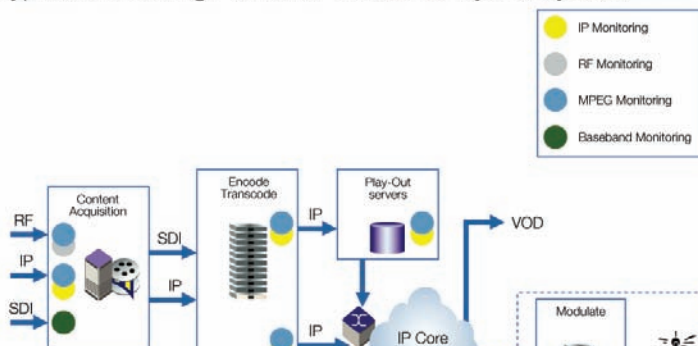 IP Monitoring
RF Monitoring
MPEG Monitoring
Baseband Monitoring
Content
Acquisition
Encode
Transcode
Play-Out
servers
RF
IP
SDI
SDI
IP
IP
IP
VOD
IP Core
Modulate